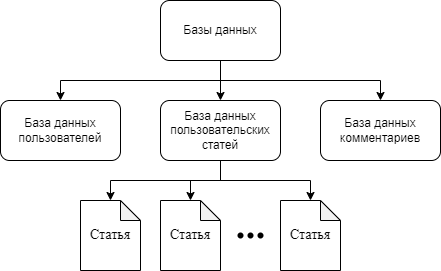 Базы данных
База данных
пользователей
База данных
пользовательских
статей
База данных
комментариев
Статья
Статья
Статья